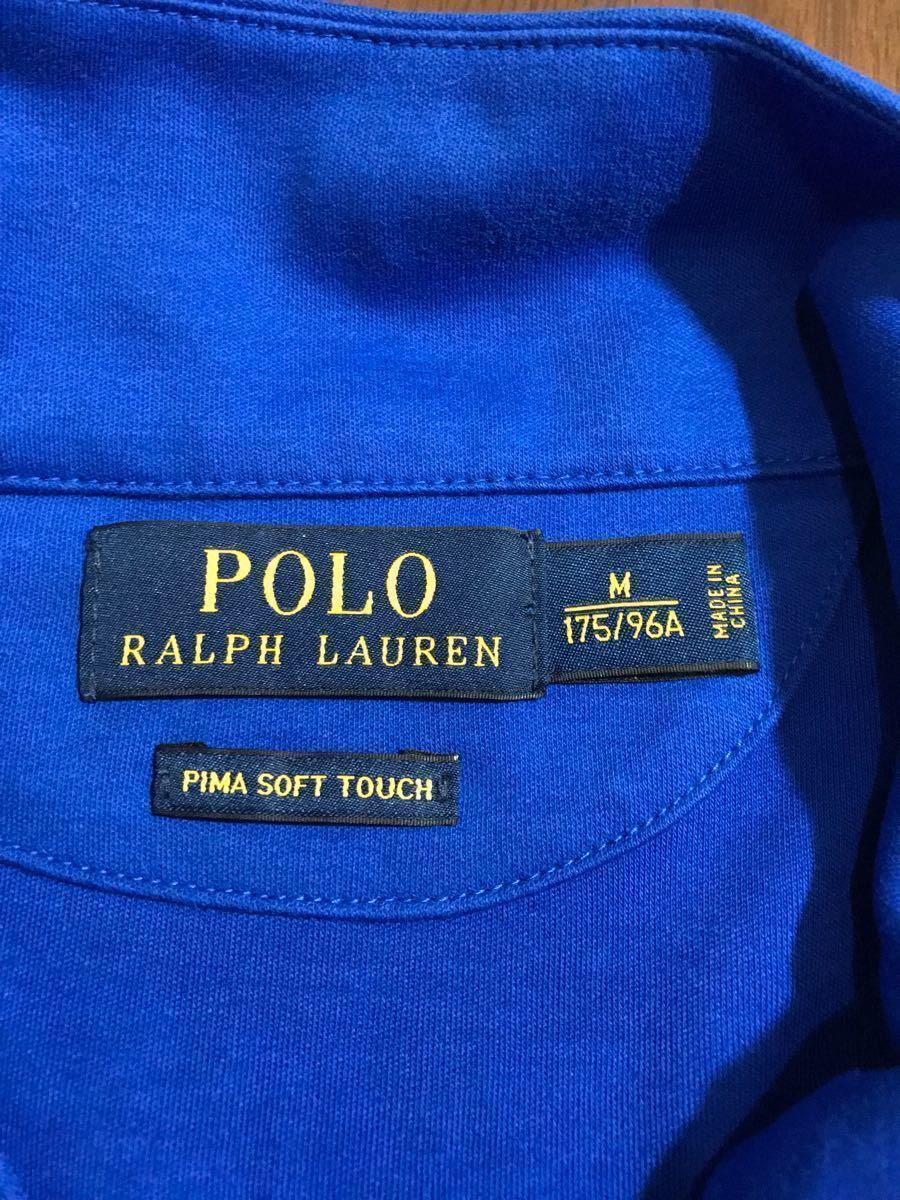 POLO
RALPH LAUREN
M
175/96A
MADE IN
CHINA
PIMA SOFT TOUCH